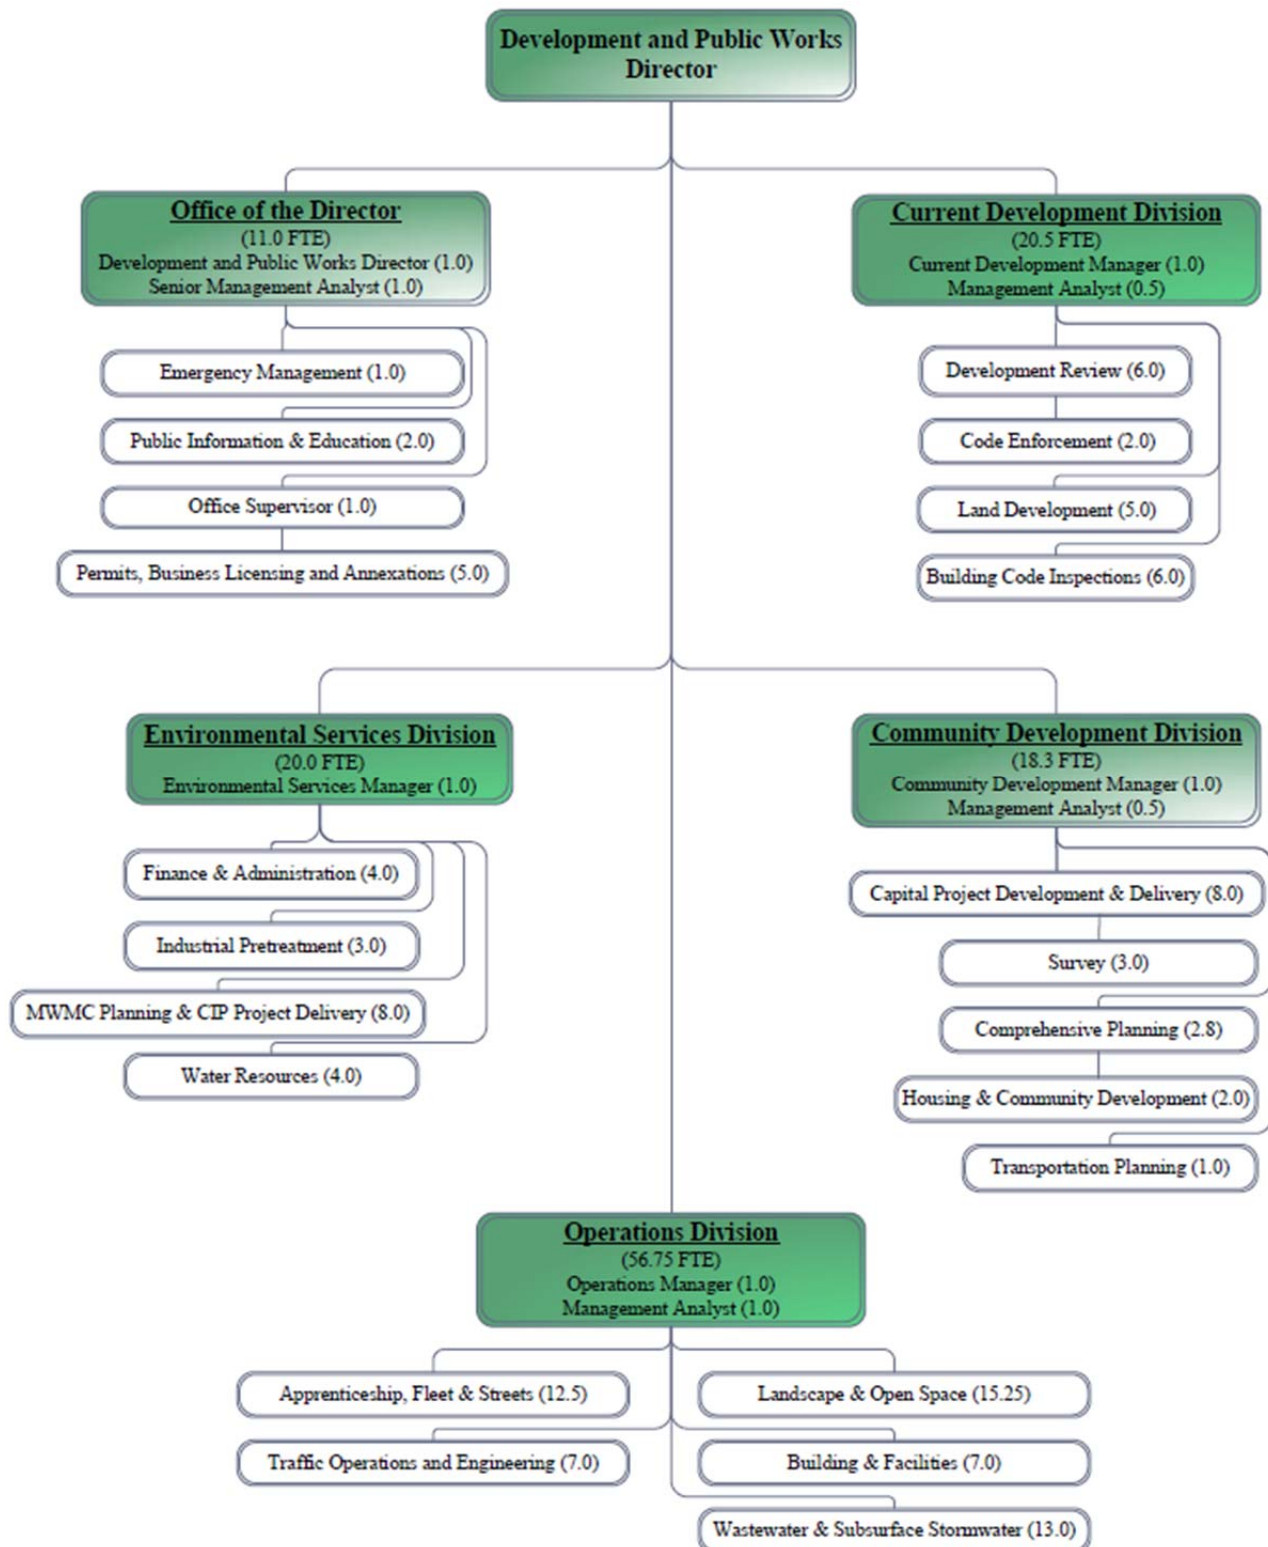 Development and Public Works
Director
Office of the Director
(11.0 FTE)
Development and Public Works Director (1.0)
Senior Management Analyst (1.0)
Emergency Management (1.0)
Public Information & Education (2.0)
Office Supervisor (1.0)
Permits, Business Licensing and Annexations (5.0)
Current Development Division
(20.5 FTE)
Current Development Manager (1.0)
Management Analyst (0.5)
Development Review (6.0)
Code Enforcement (2.0)
Land Development (5.0)
Building Code Inspections (6.0)
Environmental Services Division
(20.0 FTE)
Environmental Services Manager (1.0)
Finance & Administration (4.0)
Industrial Pretreatment (3.0)
MWMC Planning & CIP Project Delivery (8.0)
Water Resources (4.0)
Community Development Division
(18.3 FTE)
Community Development Manager (1.0)
Management Analyst (0.5)
Capital Project Development & Delivery (8.0)
Survey (3.0)
Comprehensive Planning (2.8)
Housing & Community Development (2.0)
Transportation Planning (1.0)
Operations Division
(56.75 FTE)
Operations Manager (1.0)
Management Analyst (1.0)
Apprenticeship, Fleet & Streets (12.5)
Landscape & Open Space (15.25)
Traffic Operations and Engineering (7.0)
Building & Facilities (7.0)
Wastewater & Subsurface Stormwater (13.0)